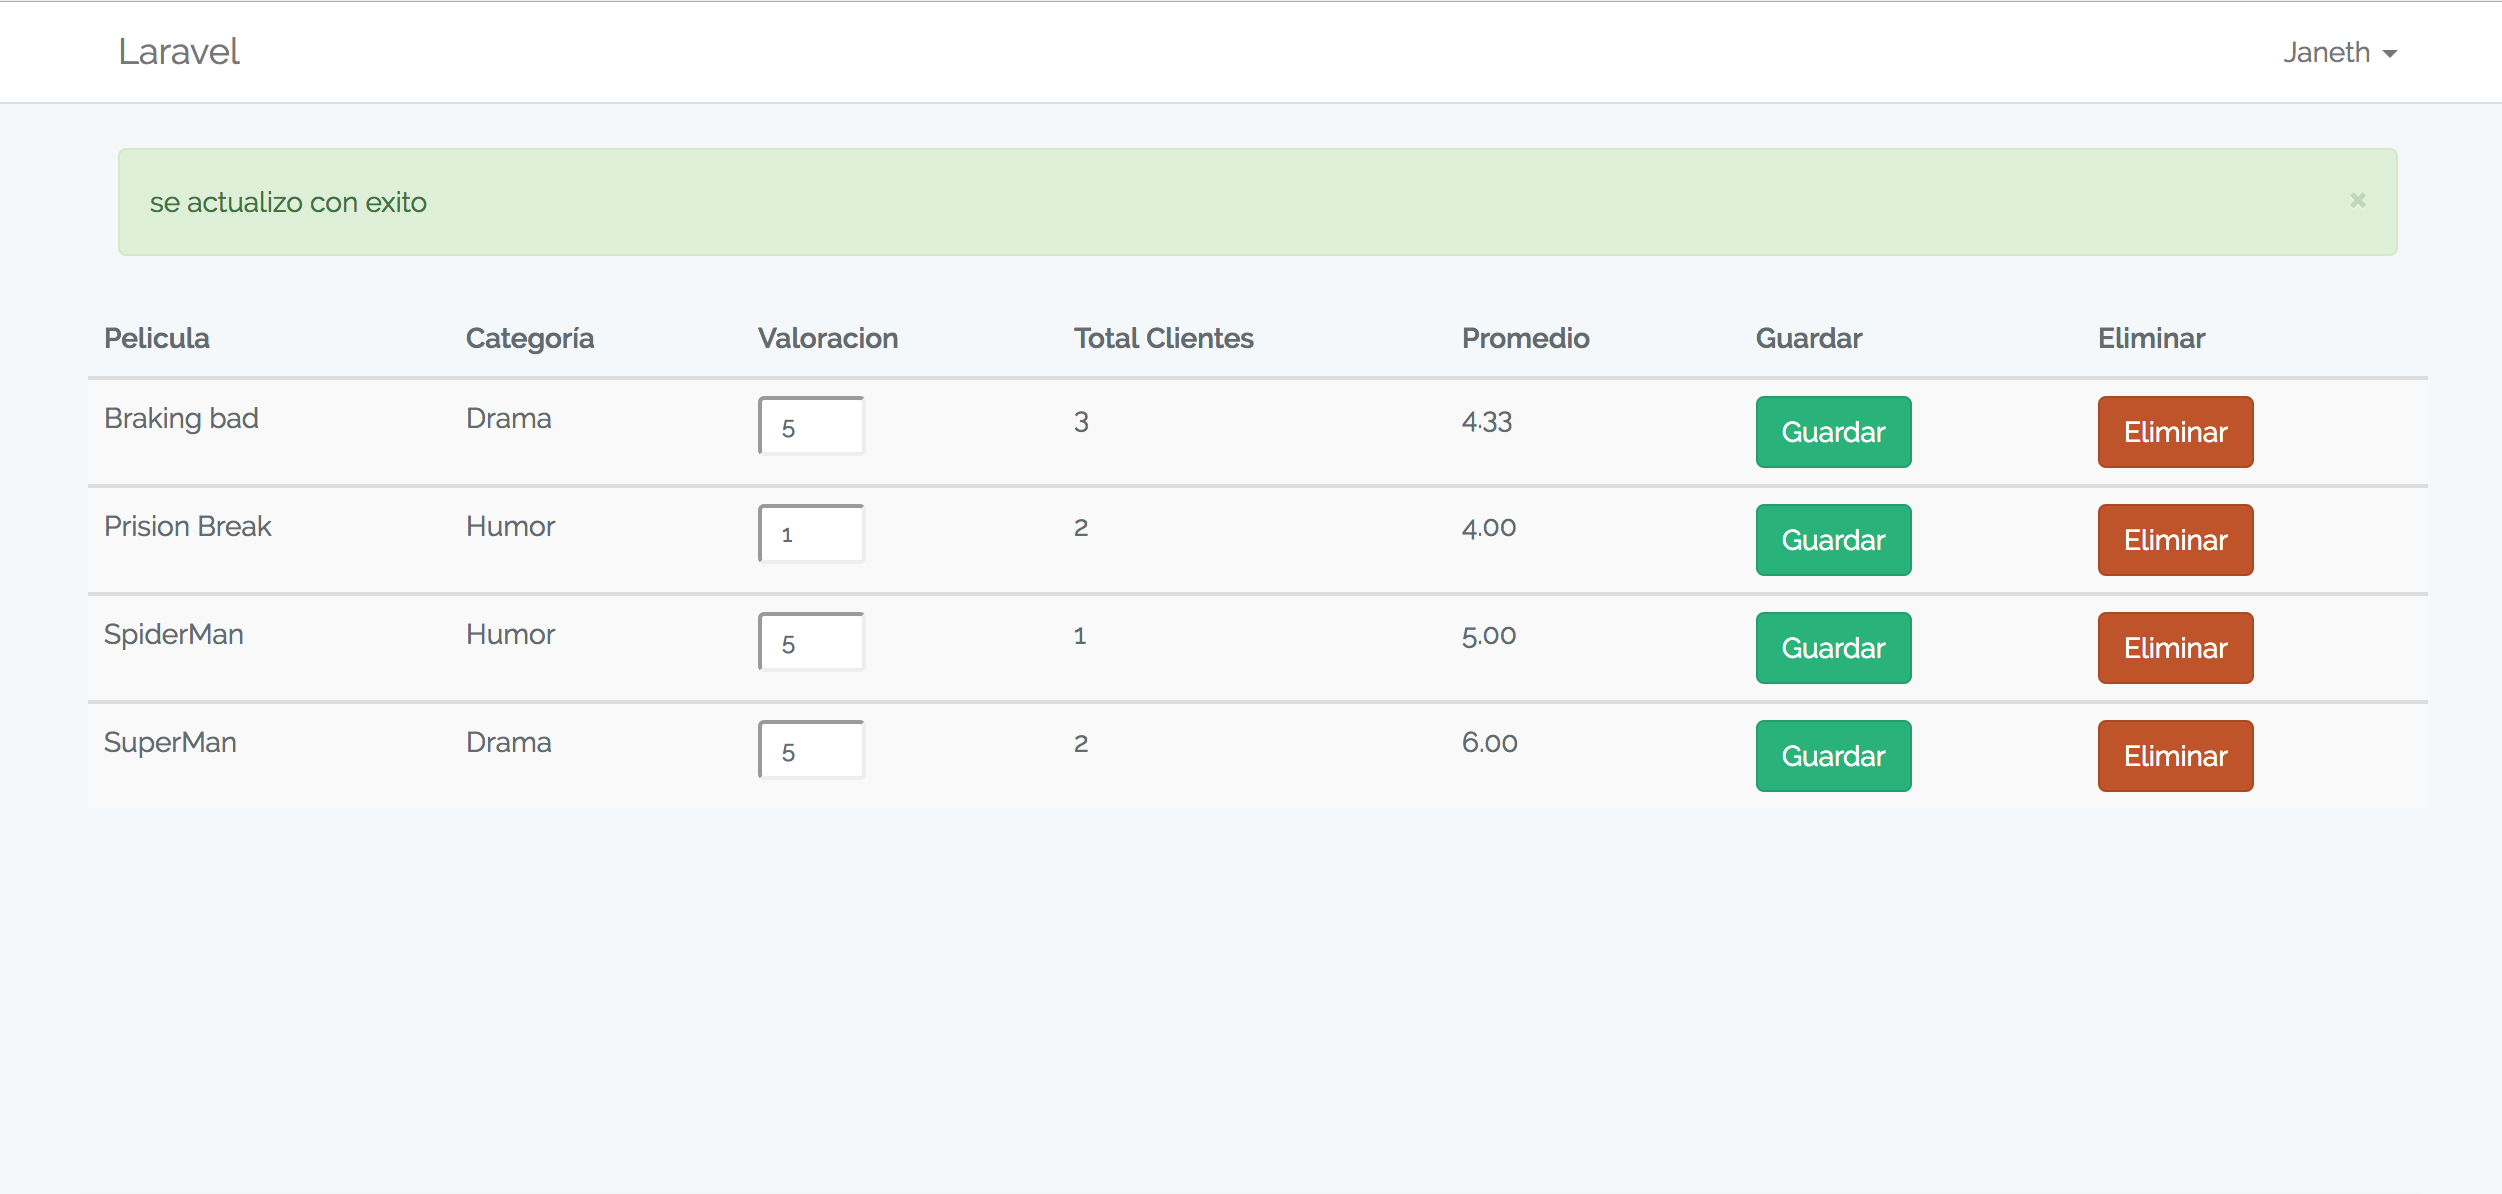 Laravel Janeth
se actualizo con exito ×
Pelicula Categoría Valoracion Total Clientes Promedio Guardar Eliminar
Braking bad Drama 5 3 4.33 Guardar Eliminar
Prision Break Humor 1 2 4.00 Guardar Eliminar
SpiderMan Humor 5 1 5.00 Guardar Eliminar
SuperMan Drama 5 2 6.00 Guardar Eliminar